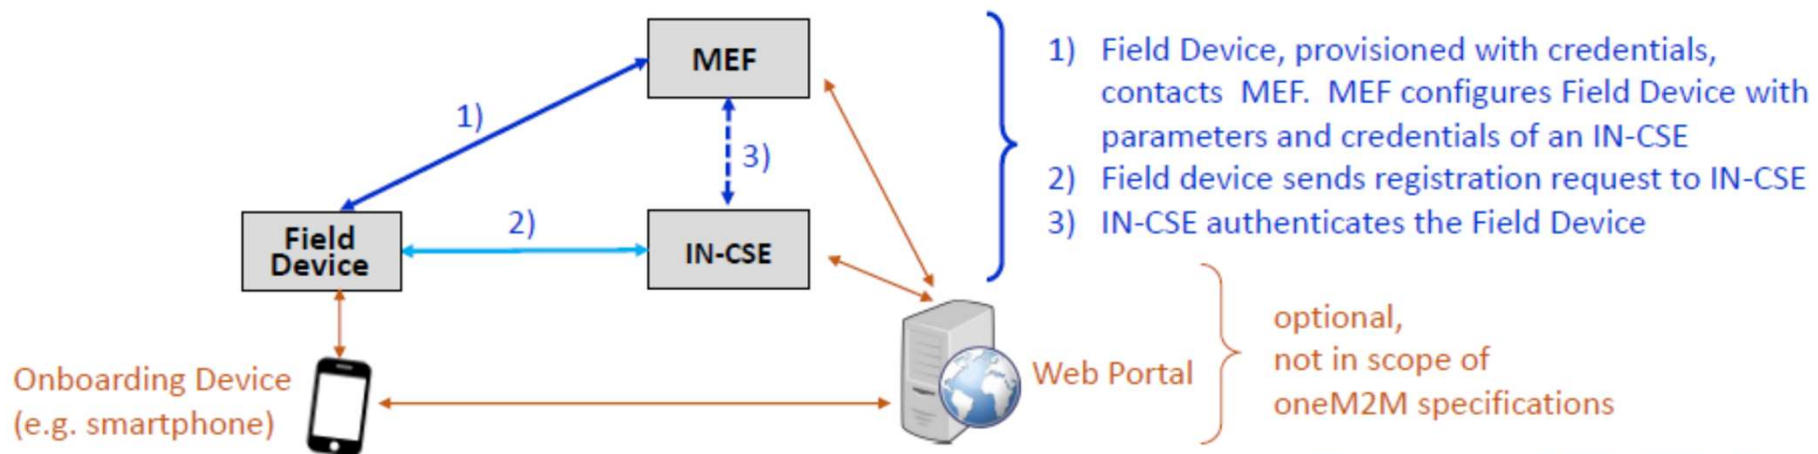 MEF
1) Field Device, provisioned with credentials,
contacts MEF. MEF configures Field Device with
parameters and credentials of an IN-CSE
2) Field device sends registration request to IN-CSE
3) IN-CSE authenticates the Field Device
1)
3)
2)
Field
Device
IN-CSE
optional,
not in scope of
oneM2M specifications
Web Portal
Onboarding Device
(e.g. smartphone)